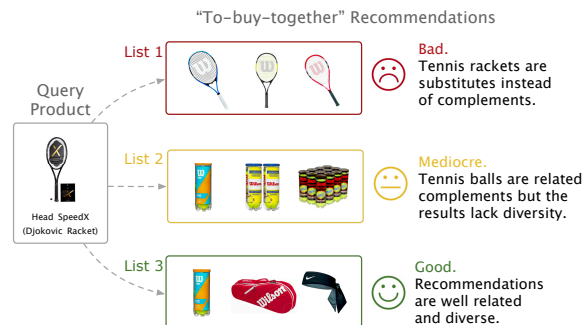 “To-buy-together” Recommendations
List 1
Bad.
Tennis rackets are
substitutes instead
of complements.
Query
Product
Head SpeedX
(Djokovic Racket)
List 2
Mediocre.
Tennis balls are related
complements but the
results lack diversity.
List 3
Wilson
Good.
Recommendations
are well related
and diverse.